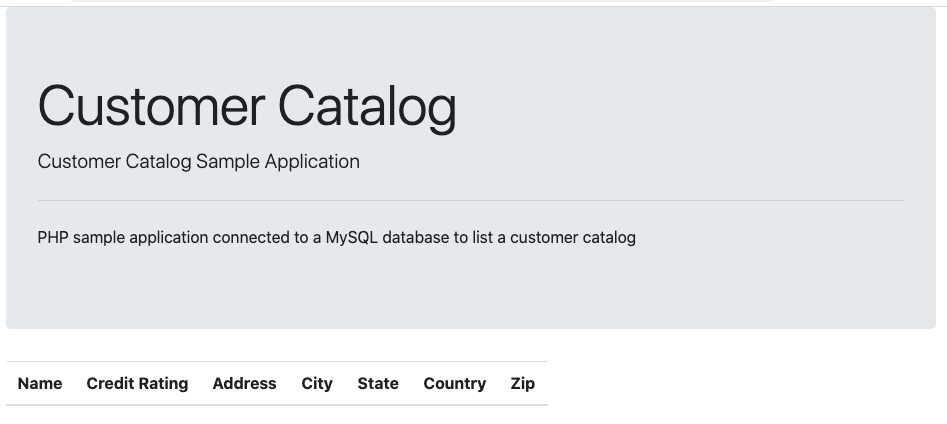 Customer Catalog
Customer Catalog Sample Application
PHP sample application connected to a MySQL database to list a customer catalog
Name Credit Rating Address City State Country Zip